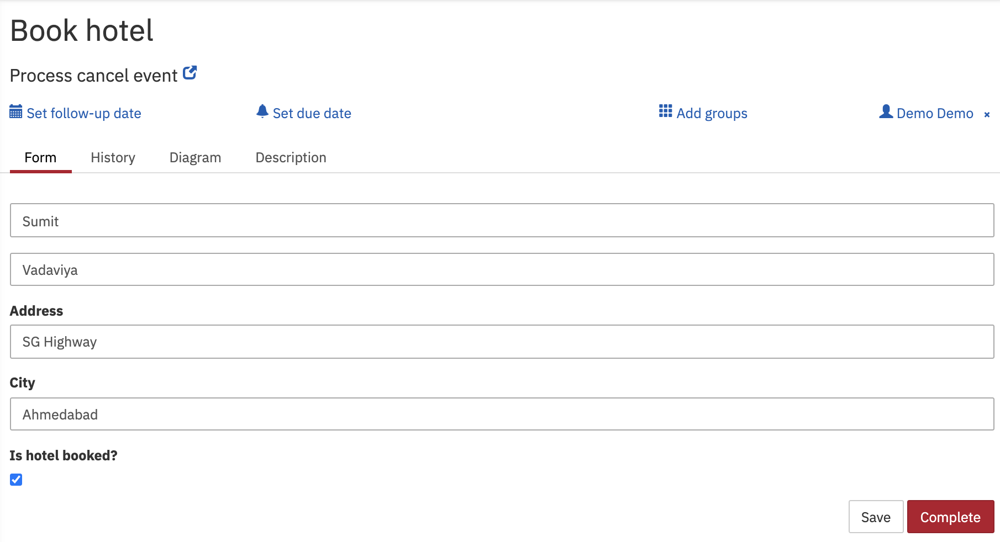 Book hotel
Process cancel event
Set follow-up date Set due date Add groups Demo Demo ×
Form History Diagram Description
Sumit
Vadaviya
Address
SG Highway
City
Ahmedabad
Is hotel booked?
Save Complete